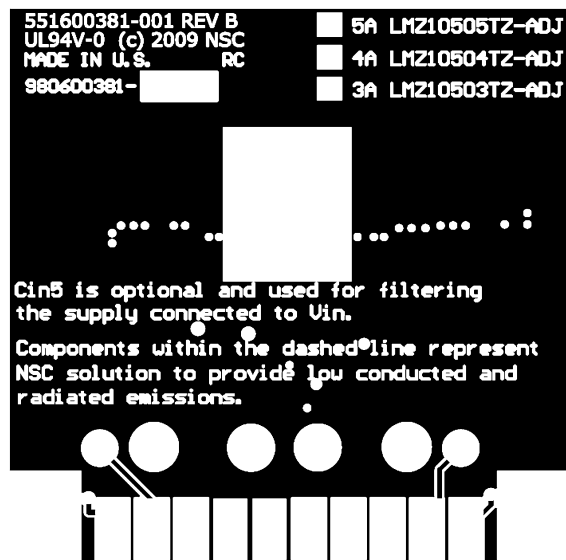 551600381-001 REV B
UL94V-0 (c) 2009 NSC
MADE IN U.S. RC
980600381-
5A LMZ10505TZ-ADJ
4A LMZ10504TZ-ADJ
3A LMZ10503TZ-ADJ
Cin5 is optional and used for filtering
the supply connected to Vin.
Components within the dashed line represent
NSC solution to provide low conducted and
radiated emissions.